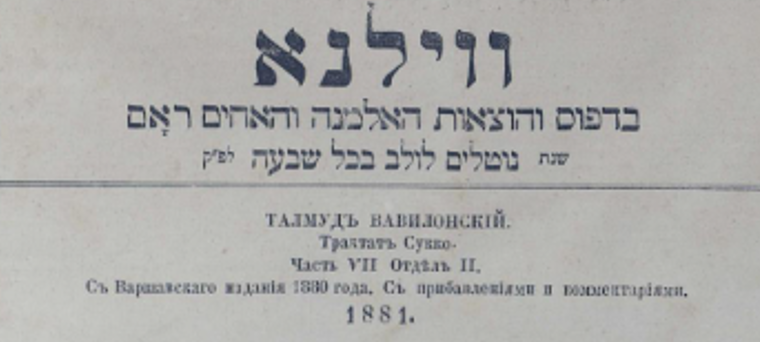 ווילנא
בדפוס והוצאות האלמנה והאחים ראָם
שנת נוטלים לולב בכל שבעה לפ״ק
ТАЛМУДЪ ВАВИЛОНСКІЙ.
Трактатъ Сукко.
Часть VII Отдѣлъ II.
Съ Варшавскаго изданія 1880 года. Съ прибавленіями и комментаріями.
1881.